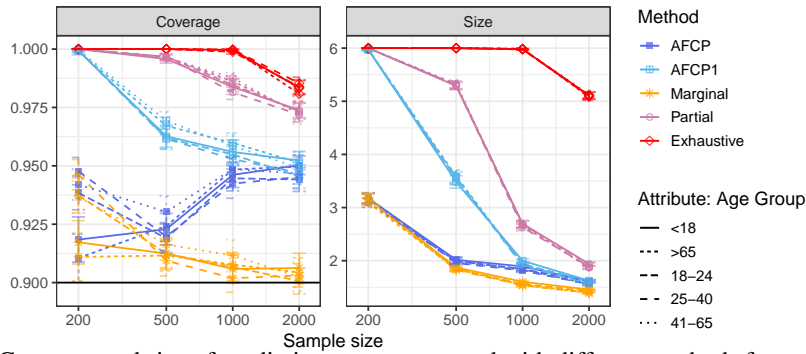 Coverage
Size
Method
AFCP
AFCP1
Marginal
Partial
Exhaustive
Attribute: Age Group
<18
>65
18−24
25−40
41−65
1.000
0.975
0.950
0.925
0.900
6
5
4
3
2
200
500
1000
2000
200
500
1000
2000
Sample size